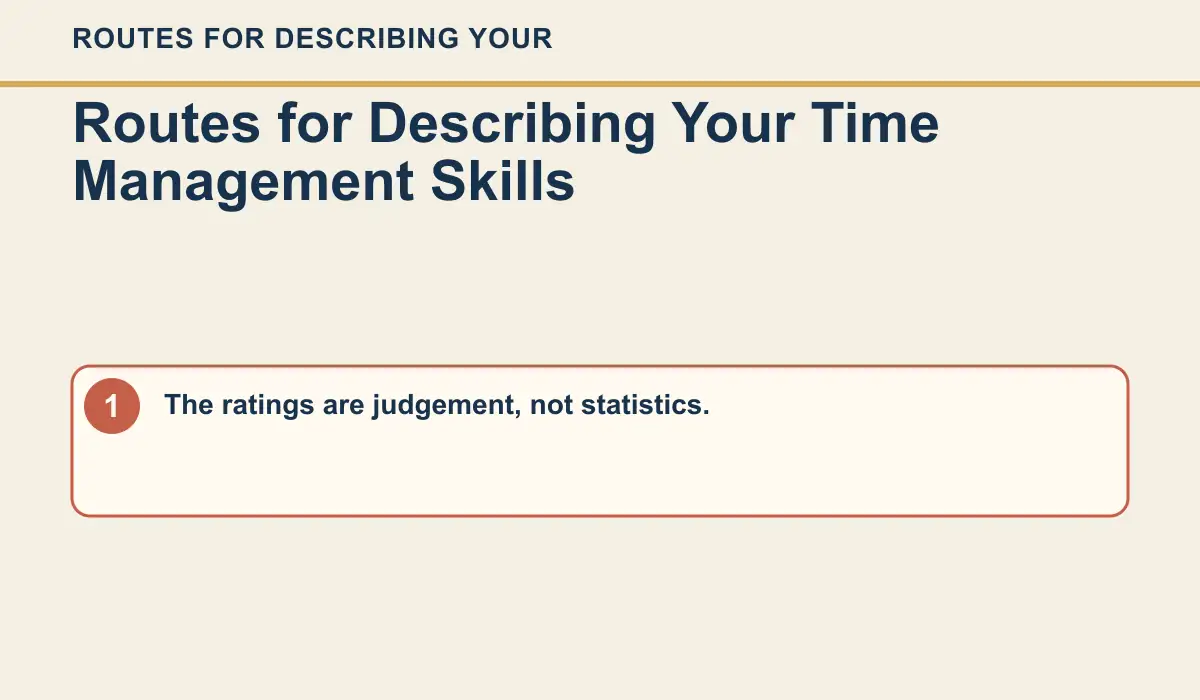 ROUTES FOR DESCRIBING YOUR
Routes for Describing Your Time
Management Skills
1 The ratings are judgement, not statistics.